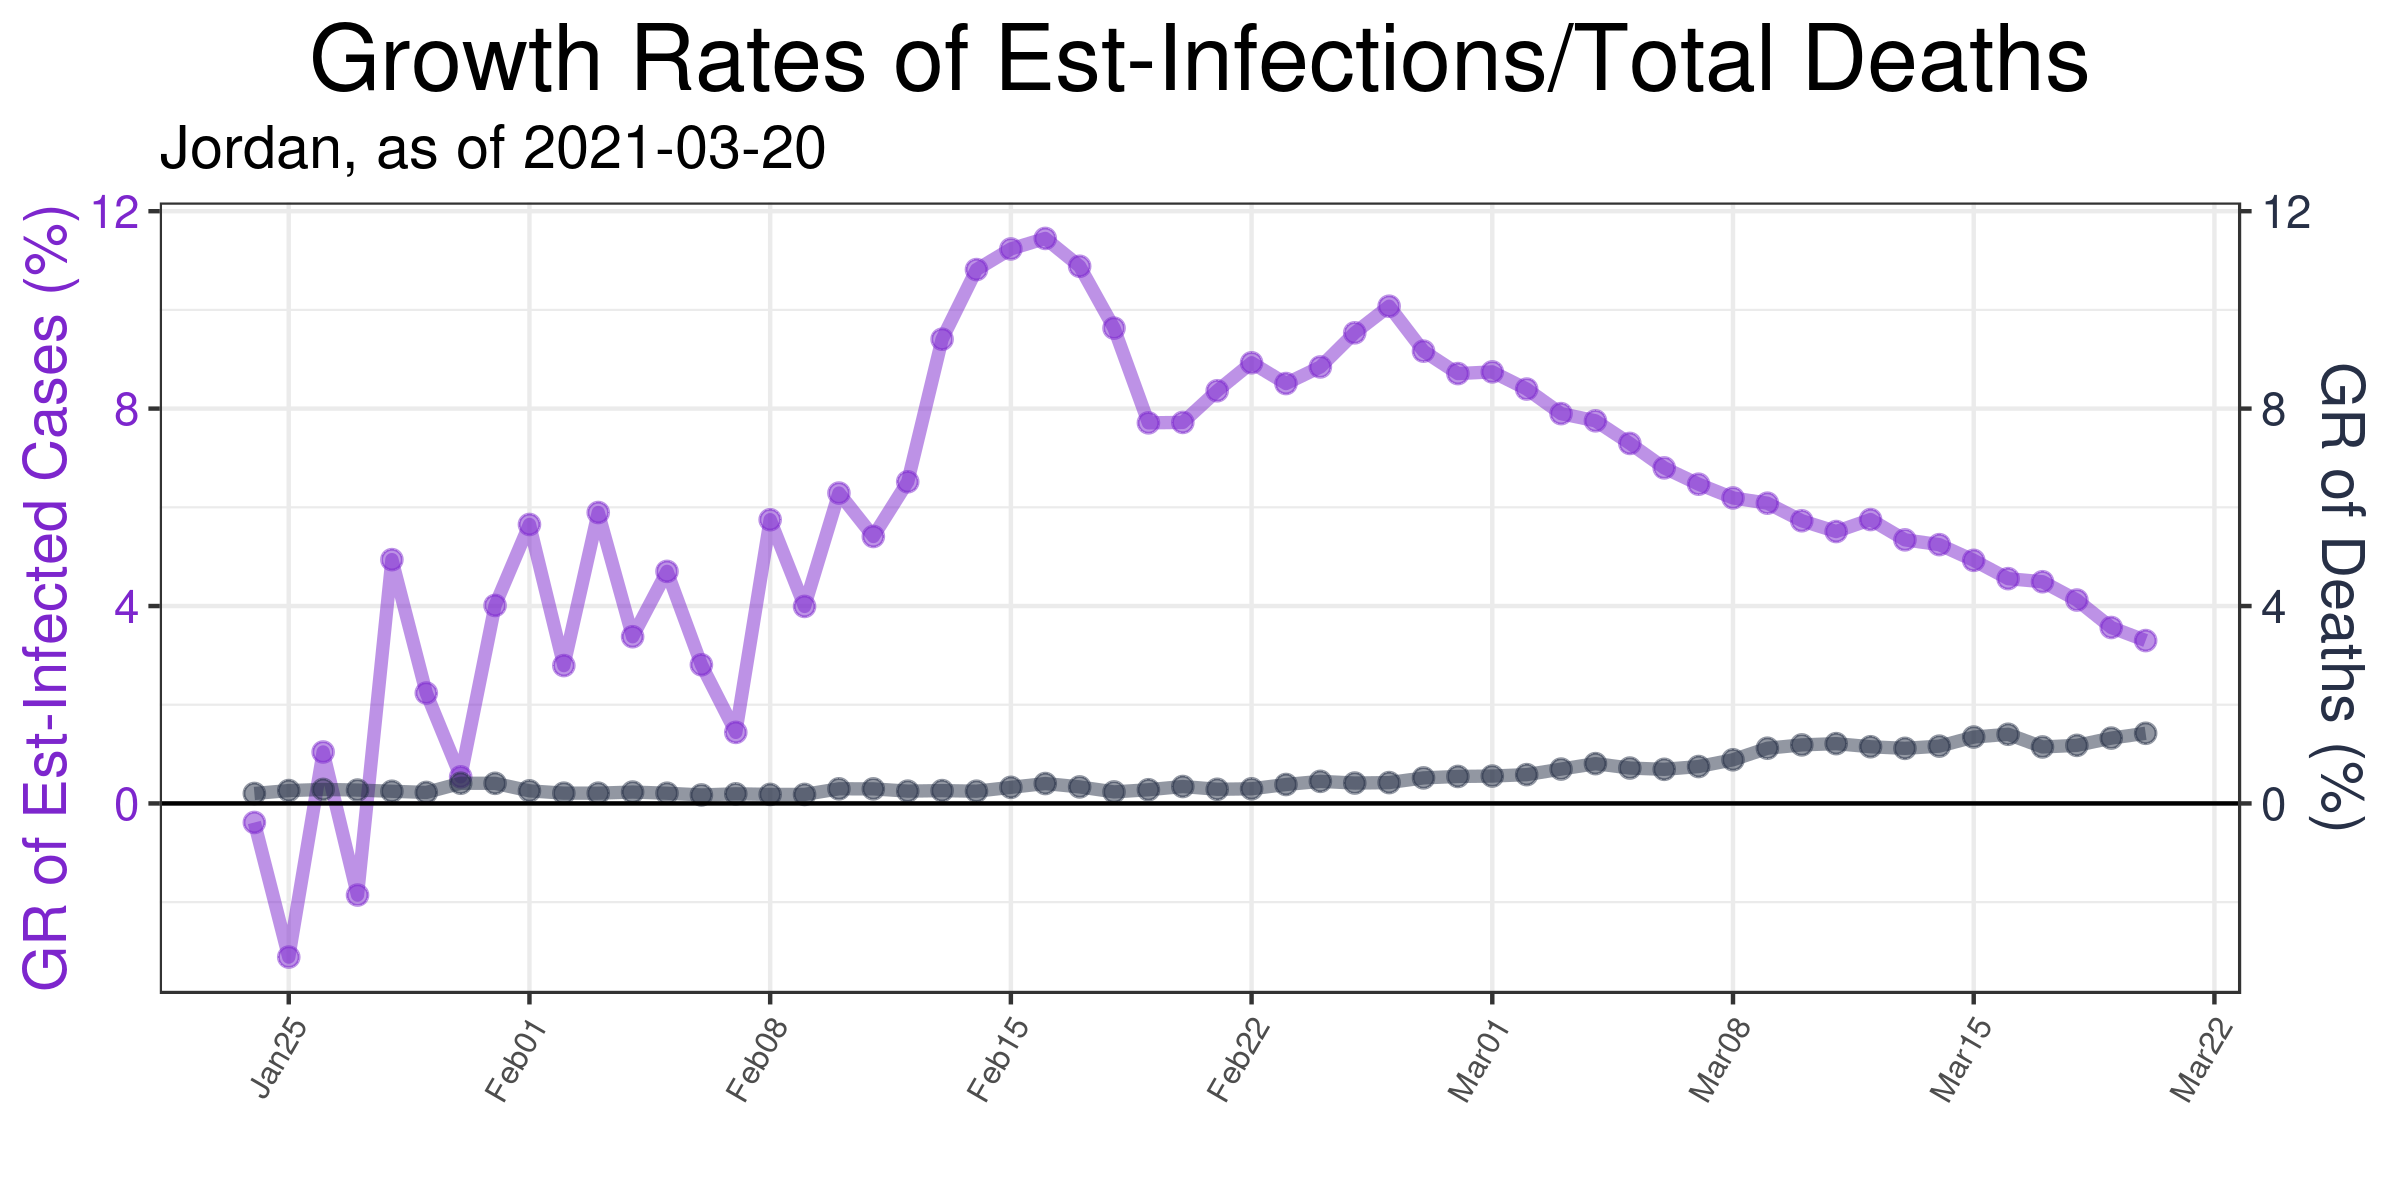 Growth Rates of Est-Infections/Total Deaths
Jordan, as of 2021-03-20
GR of Est-Infected Cases (%)
12
8
4
0
12
8
4
0
GR of Deaths (%)
Jan25
Feb01
Feb08
Feb15
Feb22
Mar01
Mar08
Mar15
Mar22